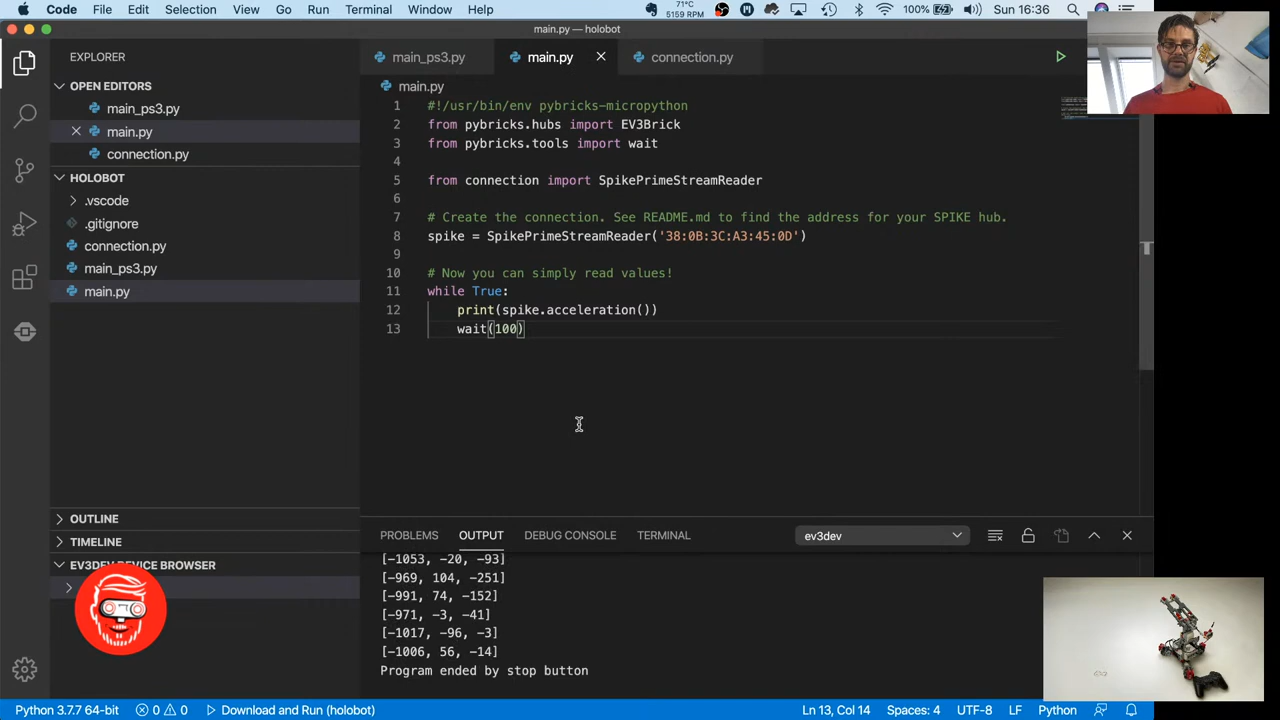 Code File Edit Selection View Go Run Terminal Window Help 71°C 5159 RPM 100% Sun 16:36
main.py — holobot
EXPLORER
OPEN EDITORS
main_ps3.py
main.py
connection.py
HOLOBOT
.vscode
.gitignore
connection.py
main_ps3.py
main.py
OUTLINE
TIMELINE
EV3DEV DEVICE BROWSER
main_ps3.py main.py connection.py
main.py
1 #!/usr/bin/env pybricks-micropython
2 from pybricks.hubs import EV3Brick
3 from pybricks.tools import wait
4
5 from connection import SpikePrimeStreamReader
6
7 # Create the connection. See README.md to find the address for your SPIKE hub.
8 spike = SpikePrimeStreamReader('38:0B:3C:A3:45:0D')
9
10 # Now you can simply read values!
11 while True:
12 print(spike.acceleration())
13 wait(100)
PROBLEMS OUTPUT DEBUG CONSOLE TERMINAL ev3dev
[-1053, -20, -93]
[-969, 104, -251]
[-991, 74, -152]
[-971, -3, -41]
[-1017, -96, -3]
[-1006, 56, -14]
Program ended by stop button
Python 3.7.7 64-bit 0 0 Download and Run (holobot) Ln 13, Col 14 Spaces: 4 UTF-8 LF Python